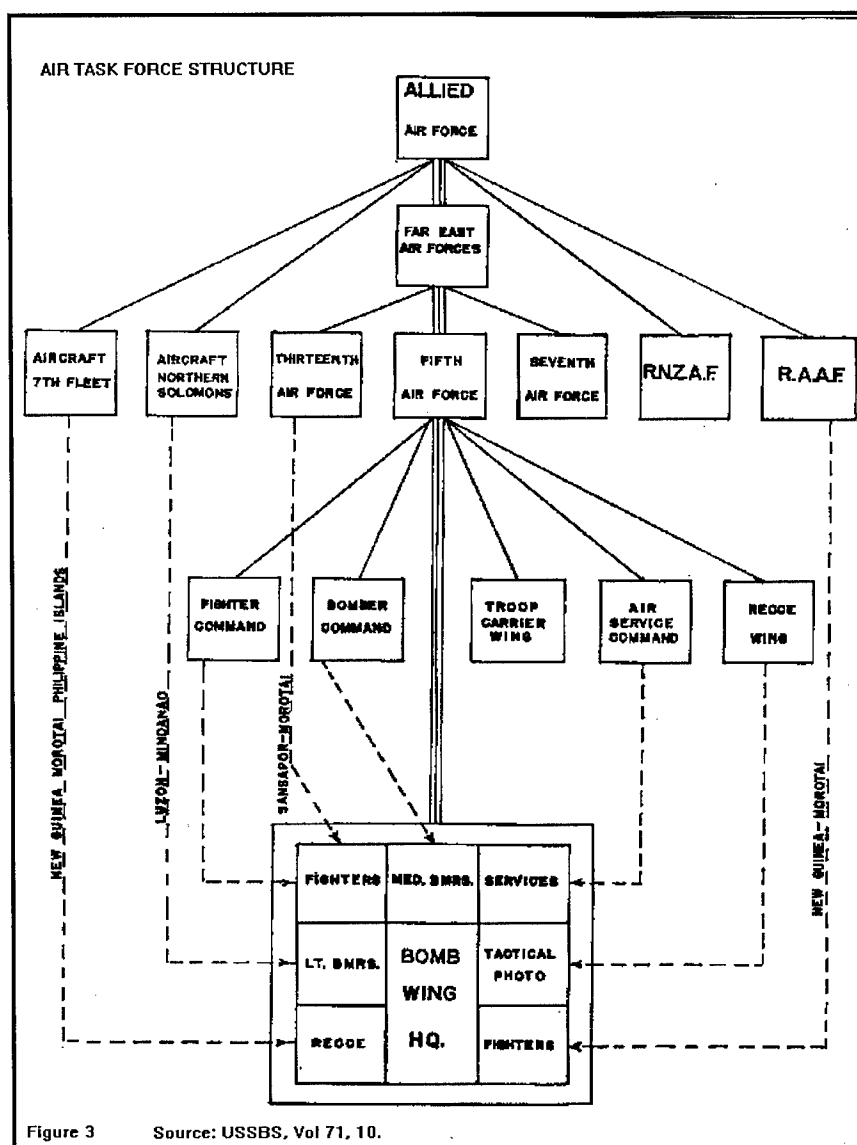 AIR TASK FORCE STRUCTURE
ALLIED
AIR FORCE
FAR EAST
AIR FORCES
AIRCRAFT
7TH FLEET
AIRCRAFT
NORTHERN
SOLOMONS
THIRTEENTH
AIR FORCE
FIFTH
AIR FORCE
SEVENTH
AIR FORCE
R.N.Z.A.F.
R.A.A.F.
FIGHTER
COMMAND
BOMBER
COMMAND
TROOP
CARRIER
WING
AIR
SERVICE
COMMAND
RECCE
WING
NEW GUINEA MOROTAI PHILIPPINE ISLANDS
LUZON-MINDANAO
SANSAPOR-MOROTAI
NEW GUINEA-MOROTAI
FIGHTERS
MED. BMRS.
SERVICES
LT. BMRS.
BOMB
WING
HQ.
TACTICAL
PHOTO
RECCE
FIGHTERS
Figure 3 Source: USSBS, Vol 71, 10.